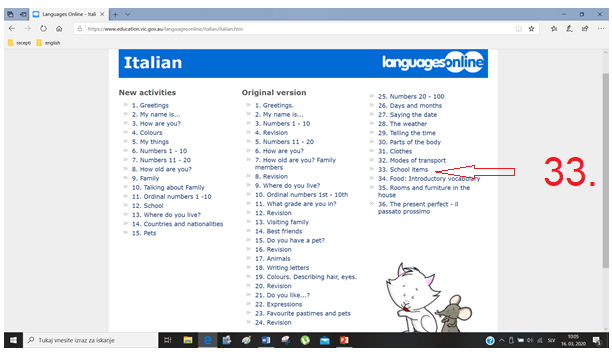 Languages Online - Itali
https://www.education.vic.gov.au/languagesonline/italian/italian.htm
recepti
english
Italian
languagesonline
New activities
1. Greetings
2. My name is...
3. How are you?
4. Colours
5. My things
6. Numbers 1 - 10
7. Numbers 11 - 20
8. How old are you?
9. Family
10. Talking about Family
11. Ordinal numbers 1 -10
12. School
13. Where do you live?
14. Countries and nationalities
15. Pets
Original version
1. Greetings.
2. My name is...
3. Numbers 1 - 10
4. Revision
5. Numbers 11 - 20
6. How are you?
7. How old are you? Family
members
8. Revision
9. Where do you live?
10. Ordinal numbers 1st - 10th
11. What grade are you in?
12. Revision
13. Visiting family
14. Best friends
15. Do you have a pet?
16. Revision
17. Animals
18. Writing letters
19. Colours. Describing hair, eyes.
20. Revision
21. Do you like...?
22. Expressions
23. Favourite pastimes and pets
24. Revision
25. Numbers 20 - 100
26. Days and months
27. Saying the date
28. The weather
29. Telling the time
30. Parts of the body
31. Clothes
32. Modes of transport
33. School items
34. Food: Introductory vocabulary
35. Rooms and furniture in the
house
36. The present perfect - il
passato prossimo
33.
Tukaj vnesite izraz za iskanje
SLV
10:05
16. 03. 2020